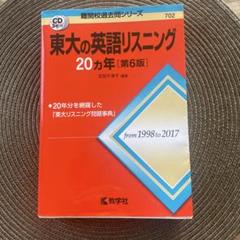 難関校過去問シリーズ
702
CD
東大の英語リスニング
20カ年[第6版]
●20年分を網羅した
「東大リスニング問題事典」
from 1998 to 2017
教学社